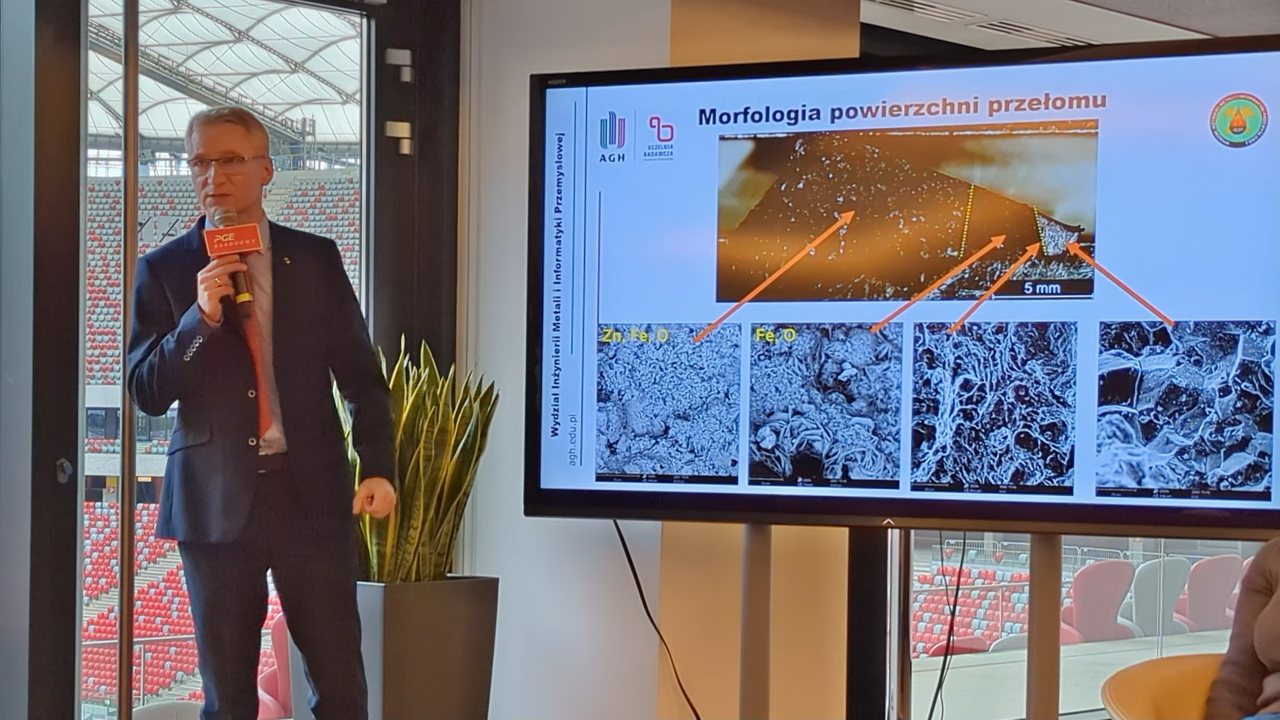 PGE
NARODOWY
Morfologia powierzchni przełomu
AGH
UCZELNIA
BADAWCZA
Wydział Inżynierii Metali i Informatyki Przemysłowej
agh.edu.pl
5 mm
Zn, Fe, O
Fe, O